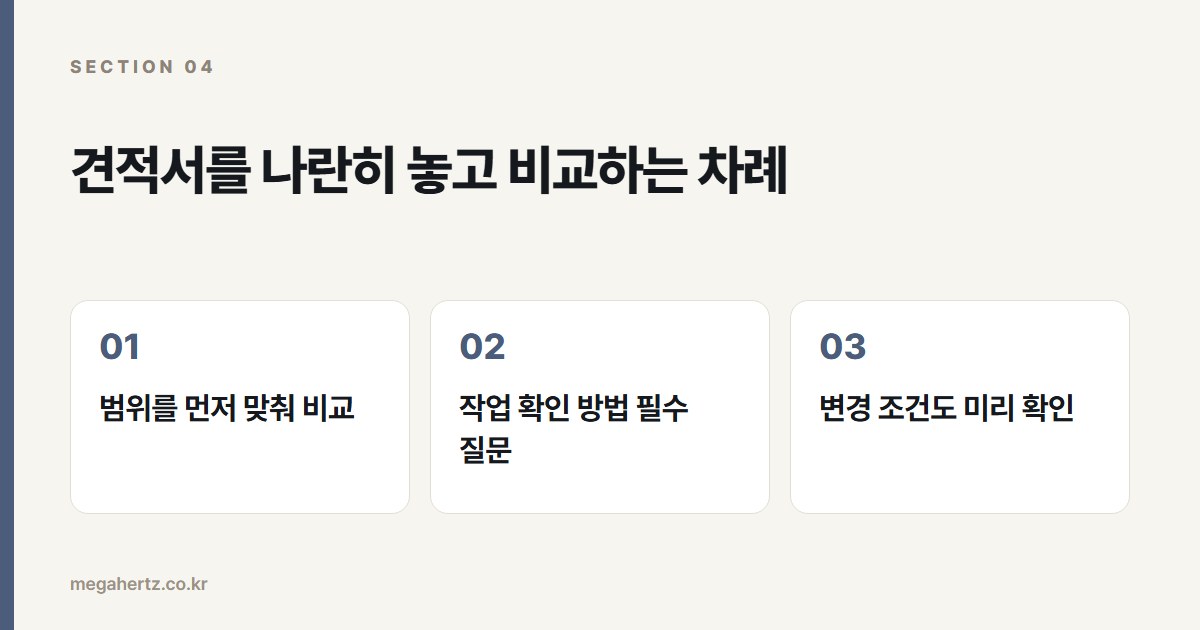 SECTION 04
견적서를 나란히 놓고 비교하는 차례
01
범위를 먼저 맞춰 비교
02
작업 확인 방법 필수
질문
03
변경 조건도 미리 확인
megahertz.co.kr